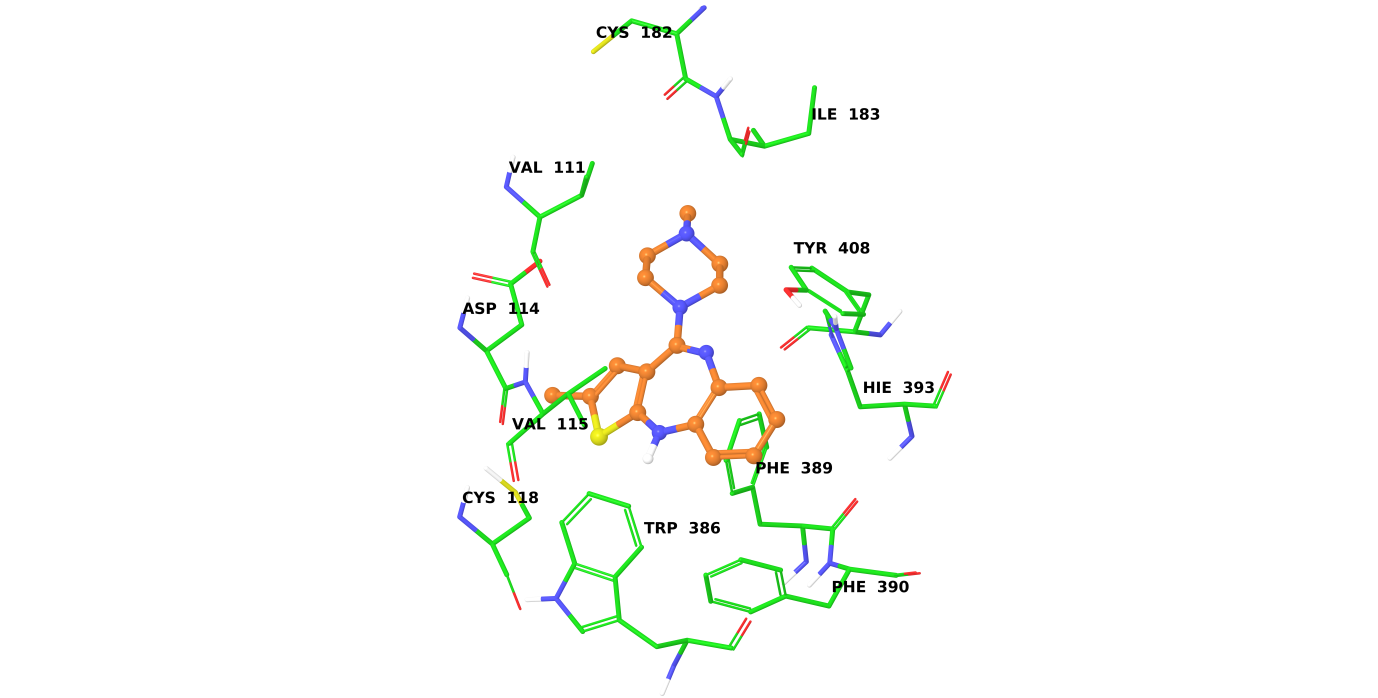 CYS 182
ILE 183
VAL 111
TYR 408
ASP 114
HIE 393
VAL 115
PHE 389
CYS 118
TRP 386
PHE 390